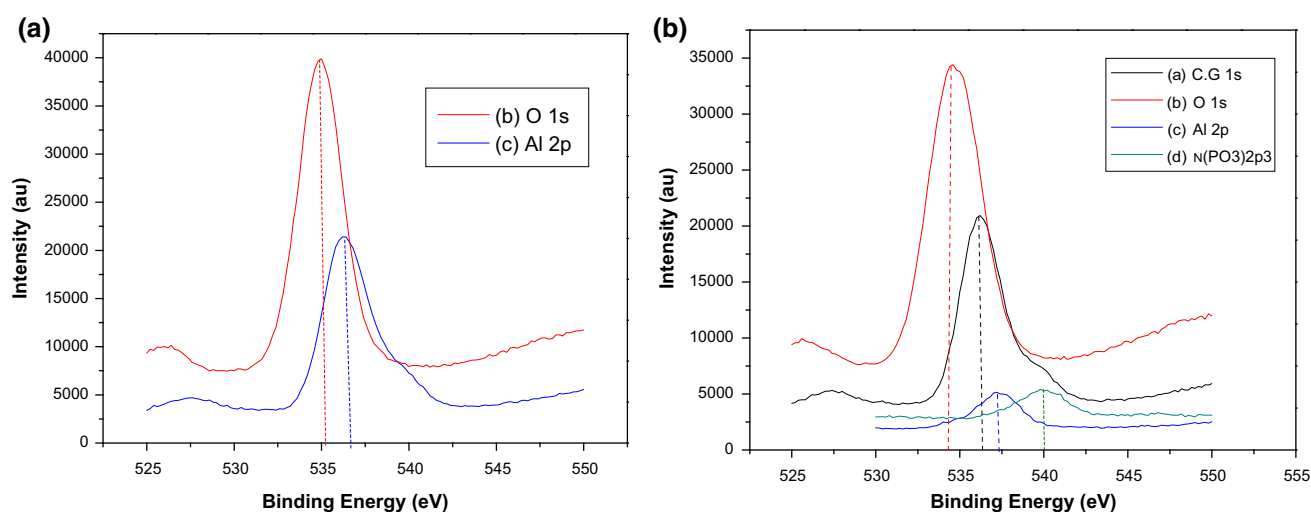 (a)
40000
35000
30000
25000
20000
15000
10000
5000
0
Intensity (au)
(b) O 1s
(c) Al 2p
525 530 535 540 545 550
Binding Energy (eV)
(b)
35000
30000
25000
20000
15000
10000
5000
0
Intensity (au)
(a) C.G 1s
(b) O 1s
(c) Al 2p
(d) N(PO3)2p3
525 530 535 540 545 550 555
Binding Energy (eV)